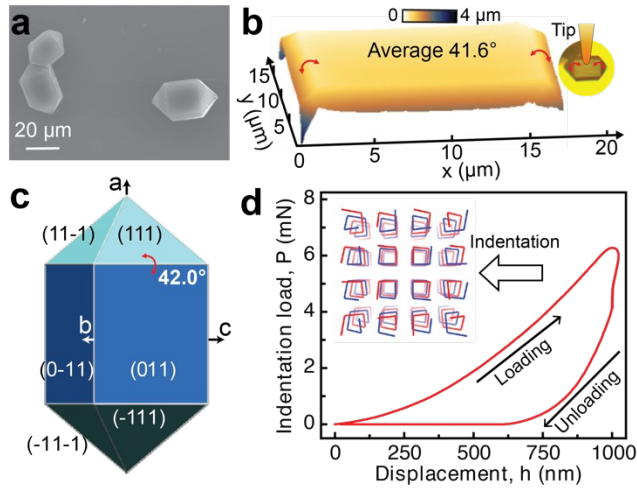 a
20 µm
b
0 4 µm
Average 41.6°
Tip
15
10
5
y (µm)
0
5
10
15
20
x (µm)
c
a
(11-1)
(111)
42.0°
b
c
(0-11)
(011)
(-111)
(-11-1)
d
Indentation load, P (mN)
8
6
4
2
0
Indentation
Loading
Unloading
0 250 500 750 1000
Displacement, h (nm)